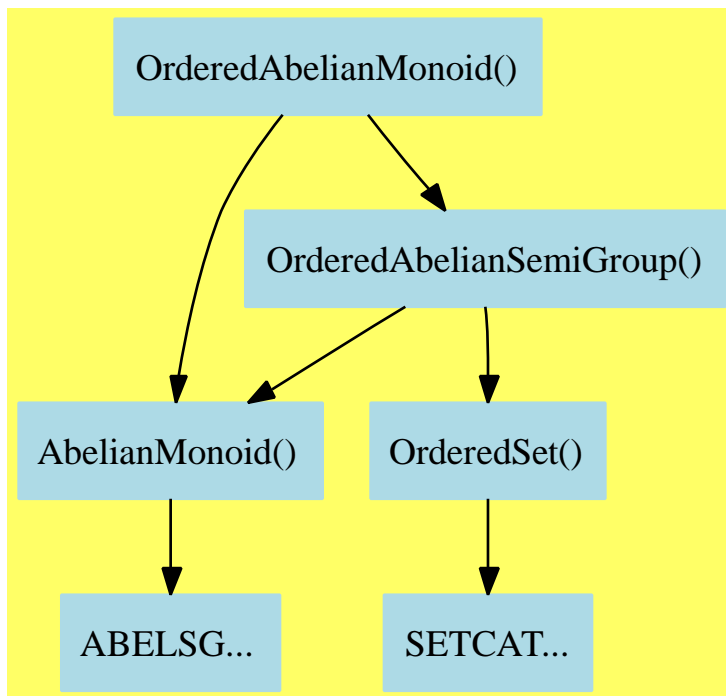 OrderedAbelianMonoid()
OrderedAbelianSemiGroup()
AbelianMonoid()
OrderedSet()
ABELSG...
SETCAT...